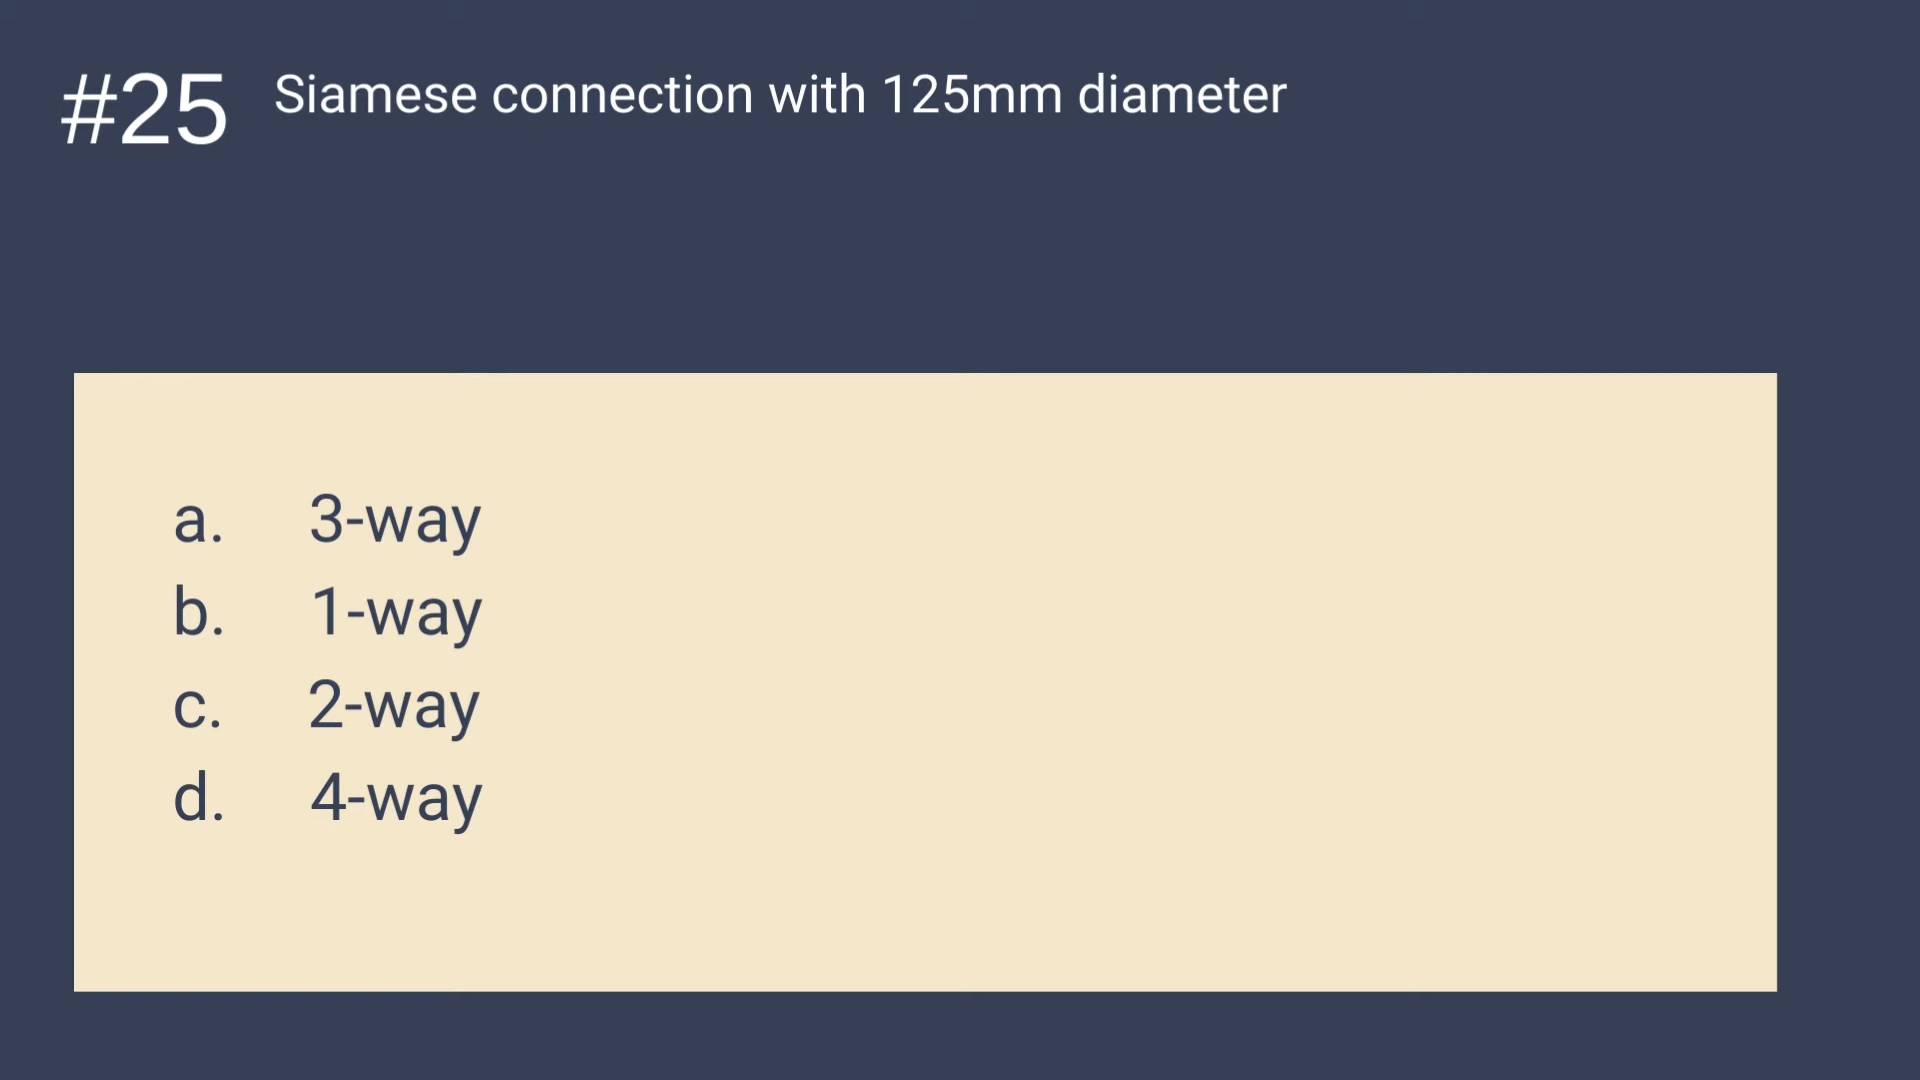 #25 Siamese connection with 125mm diameter
a. 3-way
b. 1-way
c. 2-way
d. 4-way